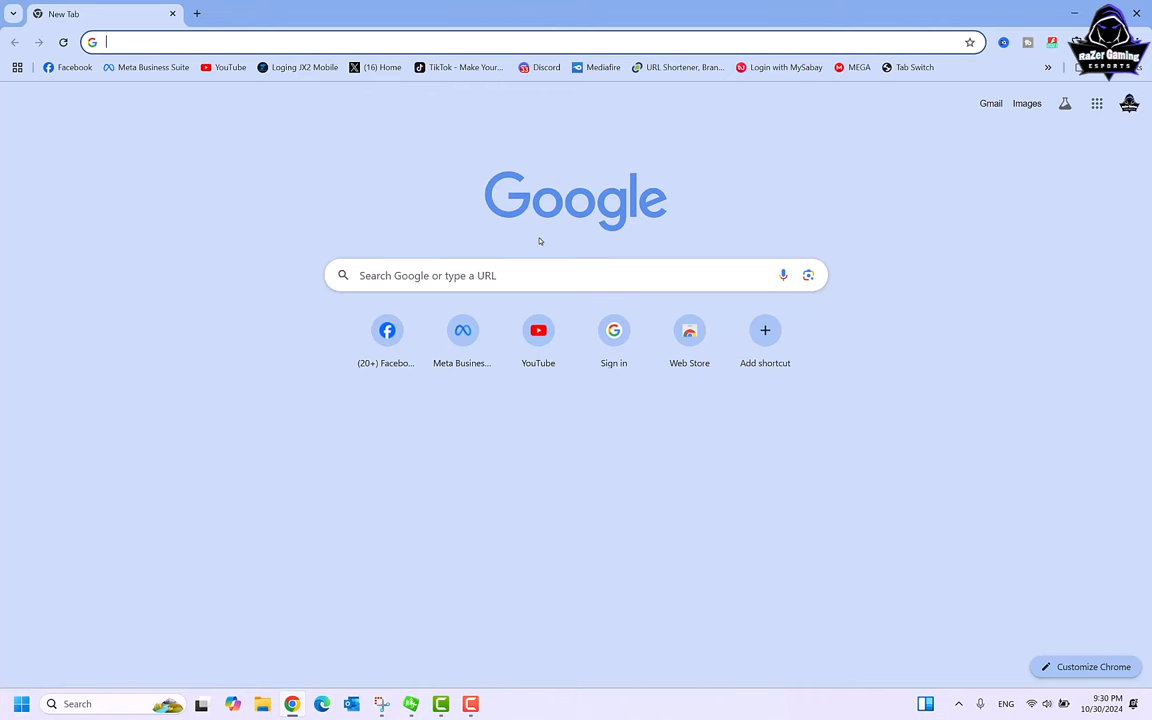 New Tab
Facebook
Meta Business Suite
YouTube
Loging JX2 Mobile
(16) Home
TikTok - Make Your...
Discord
Mediafire
URL Shortener, Bran...
Login with MySabay
MEGA
Tab Switch
RaZer Gaming
ESPORTS
Gmail
Images
Google
Search Google or type a URL
(20+) Facebo...
Meta Busines...
YouTube
Sign in
Web Store
Add shortcut
Customize Chrome
Search
ENG
9:30 PM
10/30/2024